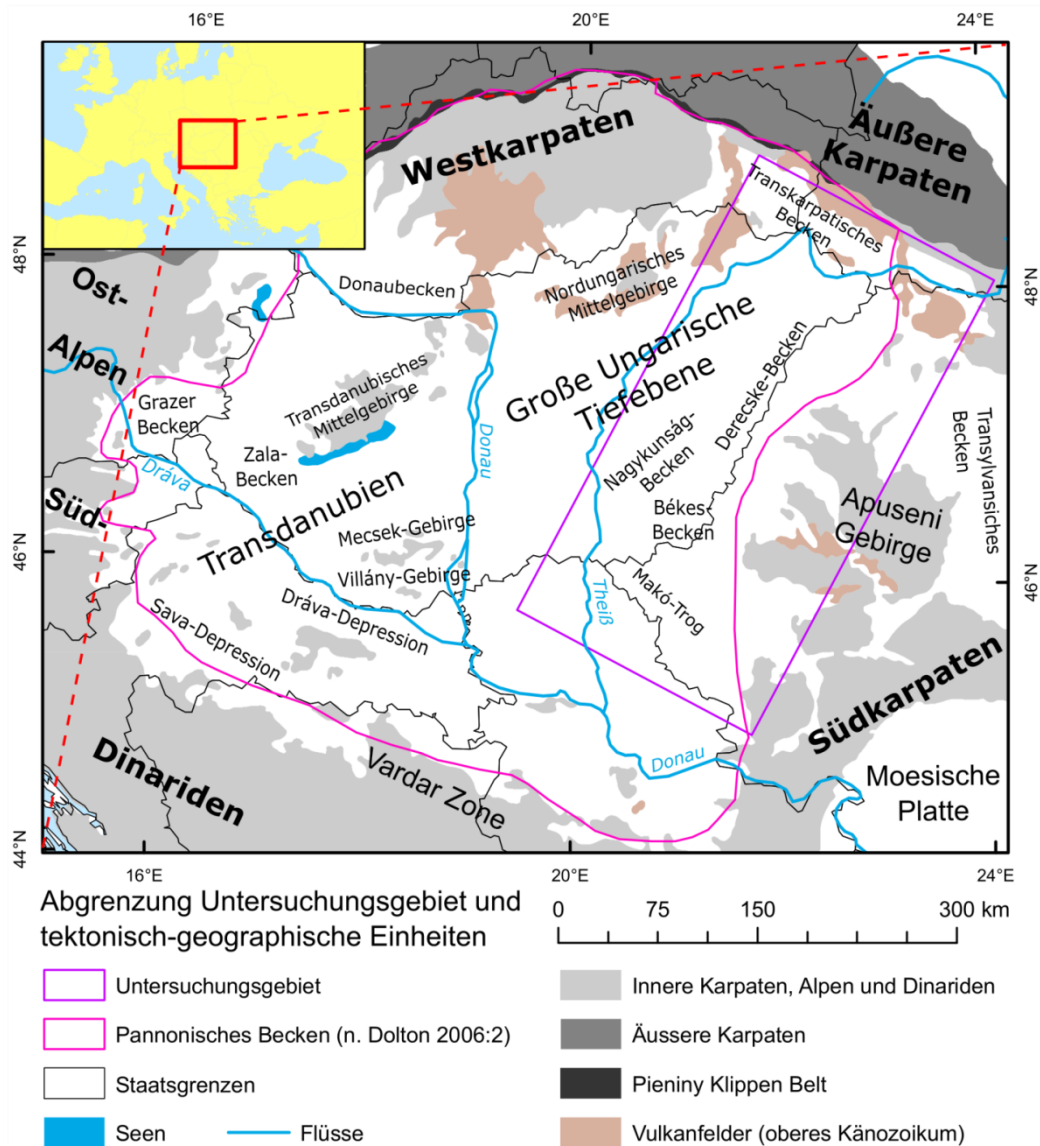 16°E
20°E
24°E
48°N
46°N
44°N
48°N
46°N
Westkarpaten
Äußere
Karpaten
Transkarpatisches
Becken
Ost-
Alpen
Donaubecken
Nordungarisches
Mittelgebirge
Große Ungarische
Tiefebene
Transdanubisches
Mittelgebirge
Grazer
Becken
Zala-
Becken
Dráva
Donau
Nagykunság-
Becken
Derecske-Becken
Transylvansiches
Becken
Süd-
Transdanubien
Mecsek-Gebirge
Villány-Gebirge
Békes-
Becken
Apuseni
Gebirge
Theiß
Makó-Trog
Sava-Depression
Dráva-Depression
Südkarpaten
Dinariden
Vardar Zone
Donau
Moesische
Platte
16°E
20°E
24°E
Abgrenzung Untersuchungsgebiet und
tektonisch-geographische Einheiten
0 75 150 300 km
Untersuchungsgebiet
Pannonisches Becken (n. Dolton 2006:2)
Staatsgrenzen
Seen
Flüsse
Innere Karpaten, Alpen und Dinariden
Äussere Karpaten
Pieniny Klippen Belt
Vulkanfelder (oberes Känozoikum)